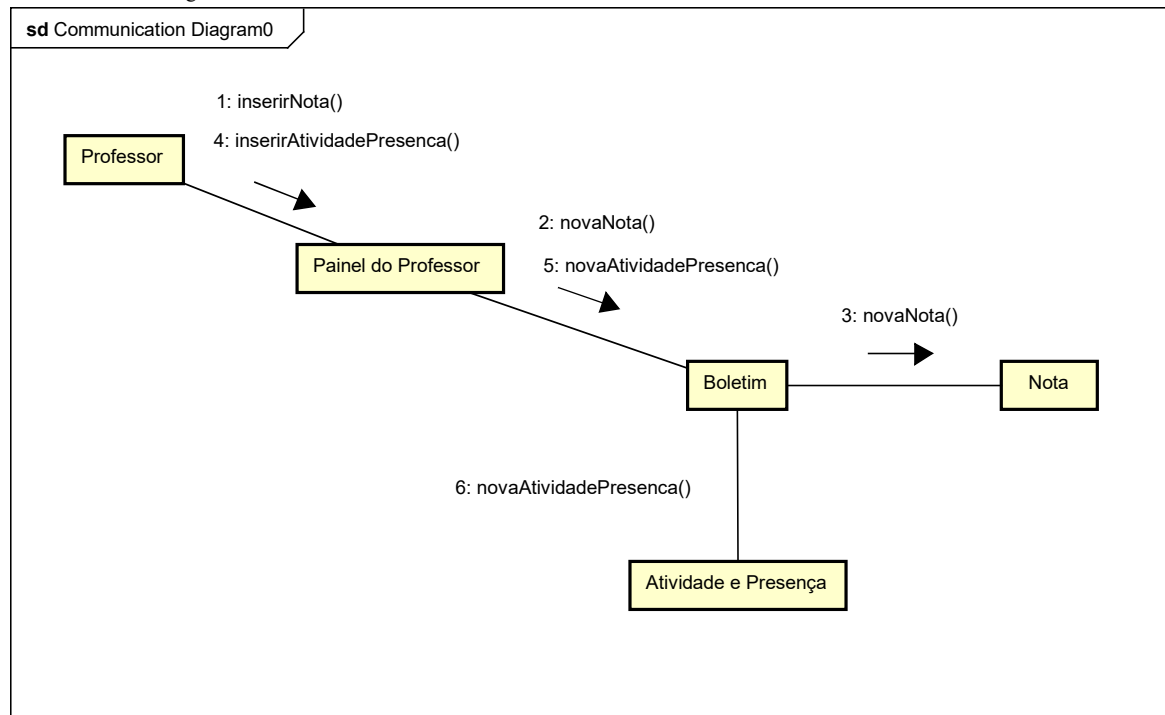 sd Communication Diagram0
1: inserirNota()
4: inserirAtividadePresenca()
Professor
2: novaNota()
Painel do Professor
5: novaAtividadePresenca()
3: novaNota()
Boletim
Nota
6: novaAtividadePresenca()
Atividade e Presença